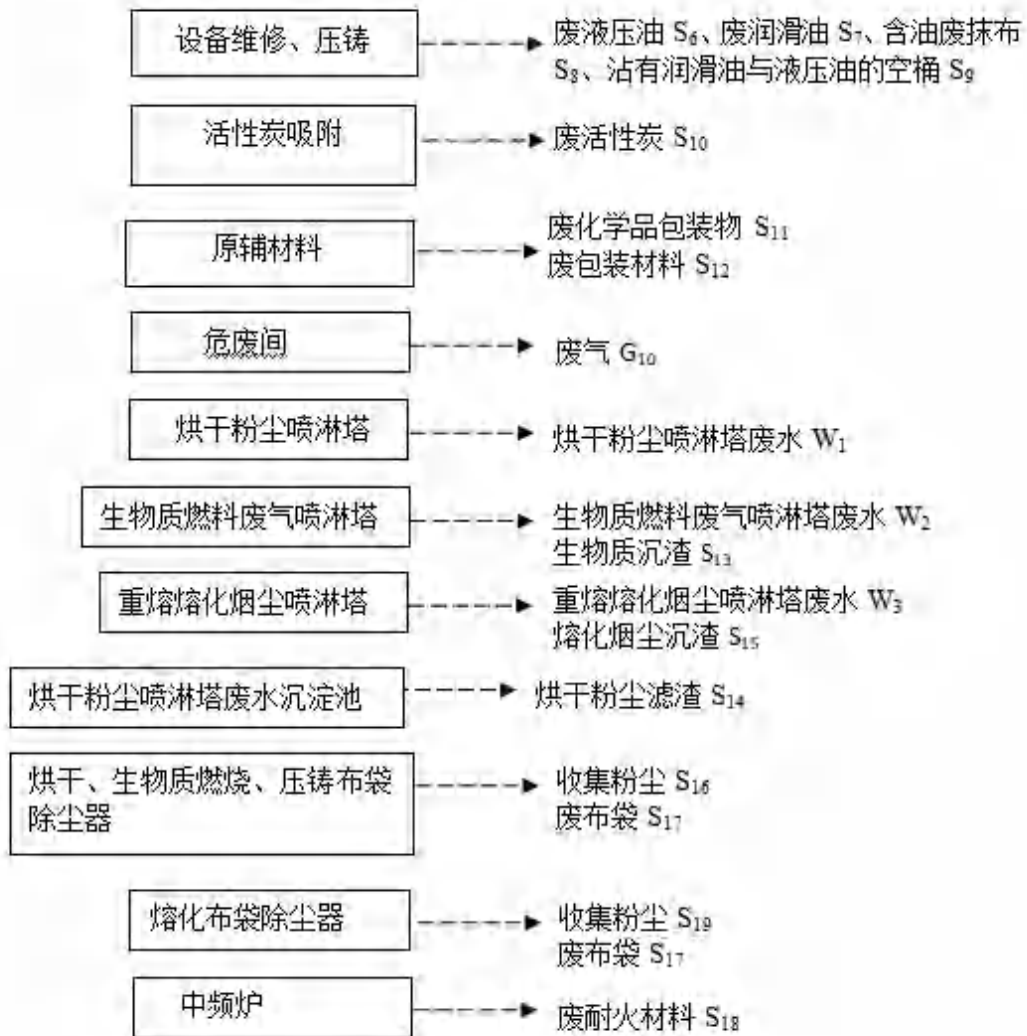 设备维修、压铸
废液压油 S₆、废润滑油 S₇、含油废抹布
S₈、沾有润滑油与液压油的空桶 S₉
活性炭吸附
废活性炭 S₁₀
原辅材料
废化学品包装物 S₁₁
废包装材料 S₁₂
危废间
废气 G₁₀
烘干粉尘喷淋塔
烘干粉尘喷淋塔废水 W₁
生物质燃料废气喷淋塔
生物质燃料废气喷淋塔废水 W₂
生物质沉渣 S₁₃
重熔熔化烟尘喷淋塔
重熔熔化烟尘喷淋塔废水 W₃
熔化烟尘沉渣 S₁₅
烘干粉尘喷淋塔废水沉淀池
烘干粉尘滤渣 S₁₄
烘干、生物质燃烧、压铸布袋
除尘器
收集粉尘 S₁₆
废布袋 S₁₇
熔化布袋除尘器
收集粉尘 S₁₉
废布袋 S₁₇
中频炉
废耐火材料 S₁₈